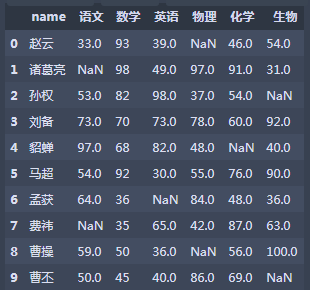 name 语文 数学 英语 物理 化学 生物
0 赵云 33.0 93 39.0 NaN 46.0 54.0
1 诸葛亮 NaN 98 49.0 97.0 91.0 31.0
2 孙权 53.0 82 98.0 37.0 54.0 NaN
3 刘备 73.0 70 73.0 78.0 60.0 92.0
4 貂蝉 97.0 68 82.0 48.0 NaN 40.0
5 马超 54.0 92 30.0 55.0 76.0 90.0
6 孟获 64.0 36 NaN 84.0 48.0 36.0
7 费祎 NaN 35 65.0 42.0 87.0 63.0
8 曹操 59.0 50 36.0 NaN 56.0 100.0
9 曹丕 50.0 45 40.0 86.0 69.0 NaN